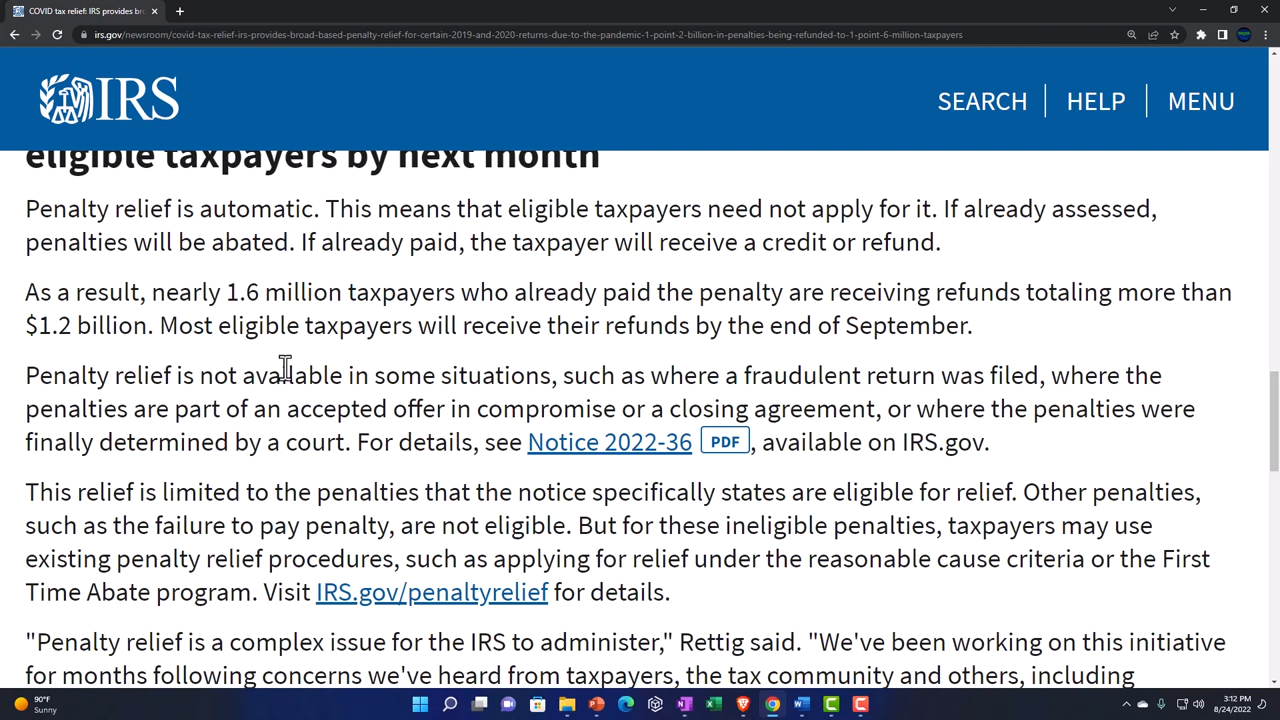 COVID tax relief: IRS provides bro
irs.gov/newsroom/covid-tax-relief-irs-provides-broad-based-penalty-relief-for-certain-2019-and-2020-returns-due-to-the-pandemic-1-point-2-billion-in-penalties-being-refunded-to-1-point-6-million-taxpayers
IRS
SEARCH
HELP
MENU
eligible taxpayers by next month
Penalty relief is automatic. This means that eligible taxpayers need not apply for it. If already assessed,
penalties will be abated. If already paid, the taxpayer will receive a credit or refund.
As a result, nearly 1.6 million taxpayers who already paid the penalty are receiving refunds totaling more than
$1.2 billion. Most eligible taxpayers will receive their refunds by the end of September.
Penalty relief is not available in some situations, such as where a fraudulent return was filed, where the
penalties are part of an accepted offer in compromise or a closing agreement, or where the penalties were
finally determined by a court. For details, see Notice 2022-36 PDF, available on IRS.gov.
This relief is limited to the penalties that the notice specifically states are eligible for relief. Other penalties,
such as the failure to pay penalty, are not eligible. But for these ineligible penalties, taxpayers may use
existing penalty relief procedures, such as applying for relief under the reasonable cause criteria or the First
Time Abate program. Visit IRS.gov/penaltyrelief for details.
"Penalty relief is a complex issue for the IRS to administer," Rettig said. "We've been working on this initiative
for months following concerns we've heard from taxpayers, the tax community and others, including
90°F
Sunny
3:12 PM
8/24/2022